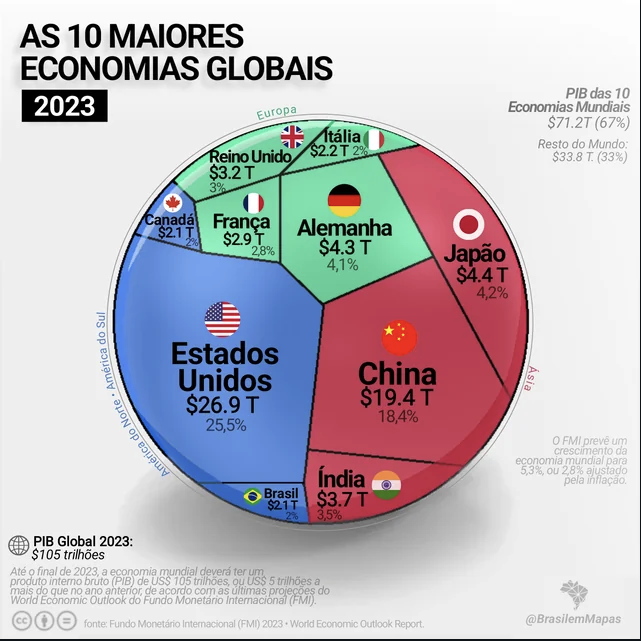 AS 10 MAIORES
ECONOMIAS GLOBAIS
2023
PIB das 10
Economias Mundiais
$71.2T (67%)
Resto do Mundo:
$33.8 T. (33%)
Europa
Reino Unido
$3.2 T
3%
Itália
$2.2 T 2%
Canadá
$2.1 T
2%
França
$2.9 T
2,8%
Alemanha
$4.3 T
4,1%
Japão
$4.4 T
4,2%
Estados
Unidos
$26.9 T
25,5%
China
$19.4 T
18,4%
Índia
$3.7 T
3,5%
Brasil
$2.1 T
2%
América do Norte • América do Sul
Ásia
O FMI prevê um
crescimento da
economia mundial para
5,3%, ou 2,8% ajustado
pela inflação.
PIB Global 2023:
$105 trilhões
Até o final de 2023, a economia mundial deverá ter um
produto interno bruto (PIB) de US$ 105 trilhões, ou US$ 5 trilhões a
mais do que no ano anterior, de acordo com as últimas projeções do
World Economic Outlook do Fundo Monetário Internacional (FMI).
fonte: Fundo Monetário Internacional (FMI) 2023 • World Economic Outlook Report.
@BrasilemMapas